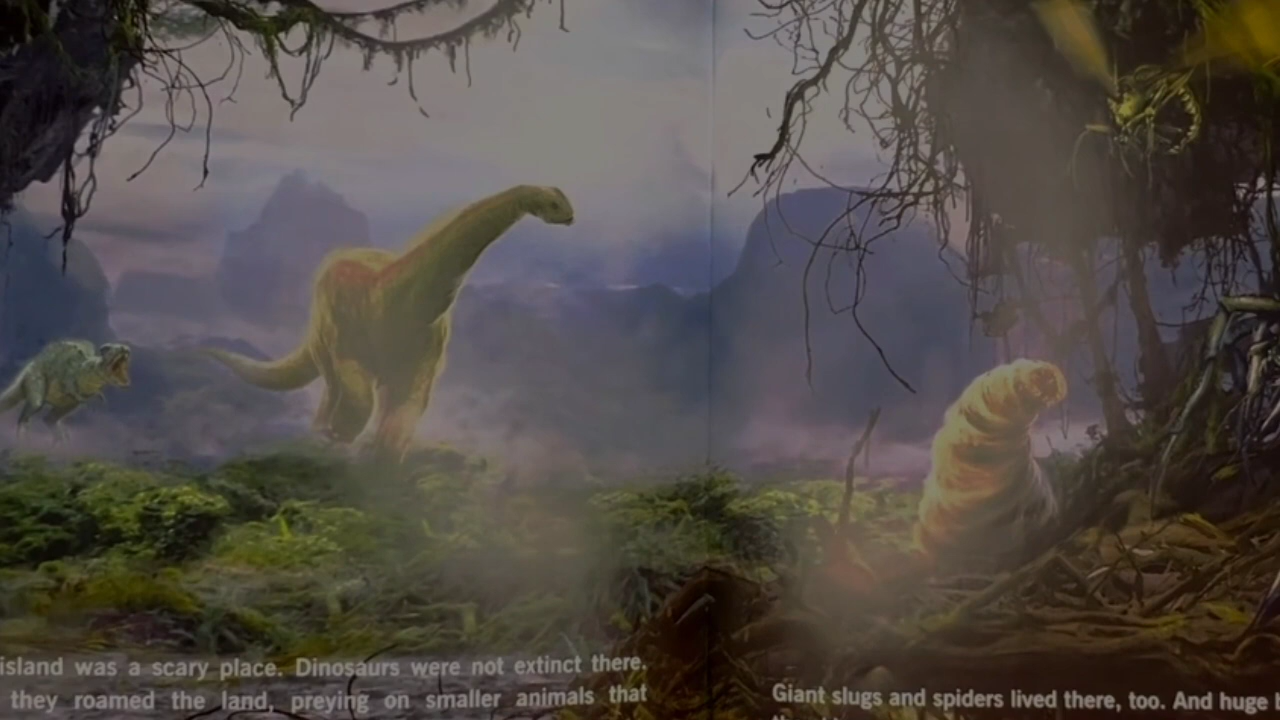 island was a scary place. Dinosaurs were not extinct there.
they roamed the land, preying on smaller animals that
Giant slugs and spiders lived there, too. And huge